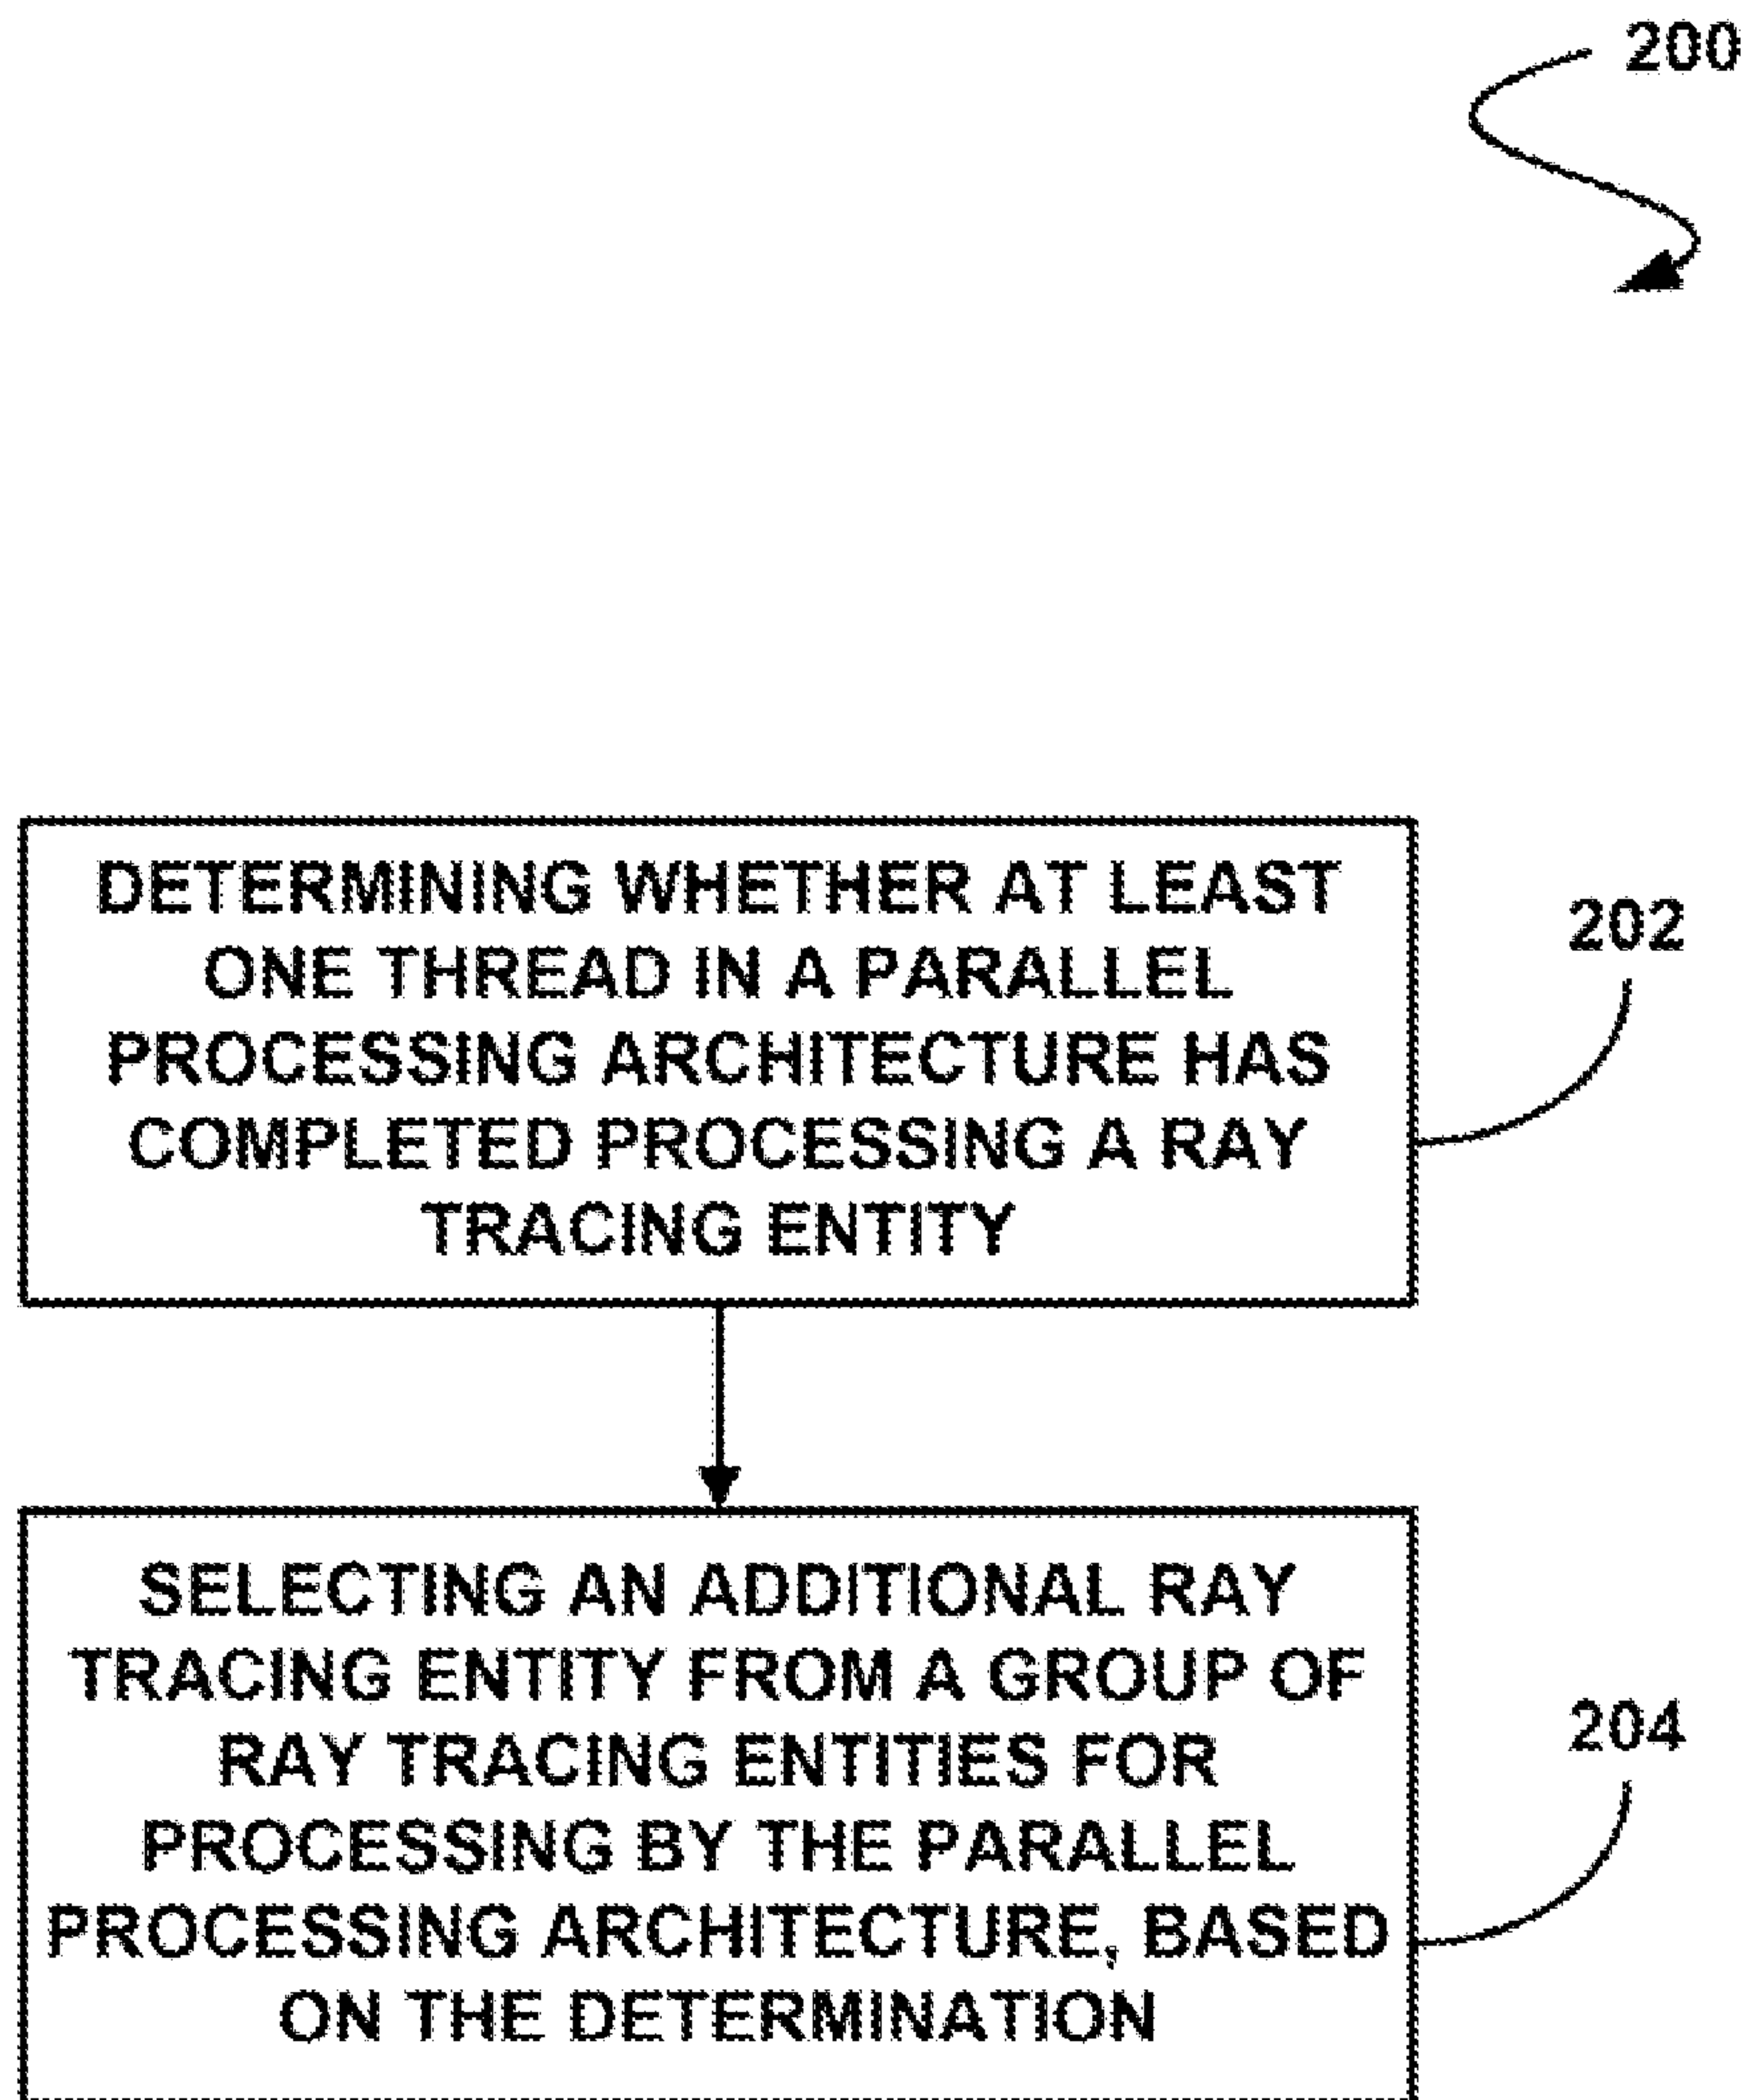 200
DETERMINING WHETHER AT LEAST
ONE THREAD IN A PARALLEL
PROCESSING ARCHITECTURE HAS
COMPLETED PROCESSING A RAY
TRACING ENTITY
202
SELECTING AN ADDITIONAL RAY
TRACING ENTITY FROM A GROUP OF
RAY TRACING ENTITIES FOR
PROCESSING BY THE PARALLEL
PROCESSING ARCHITECTURE, BASED
ON THE DETERMINATION
204